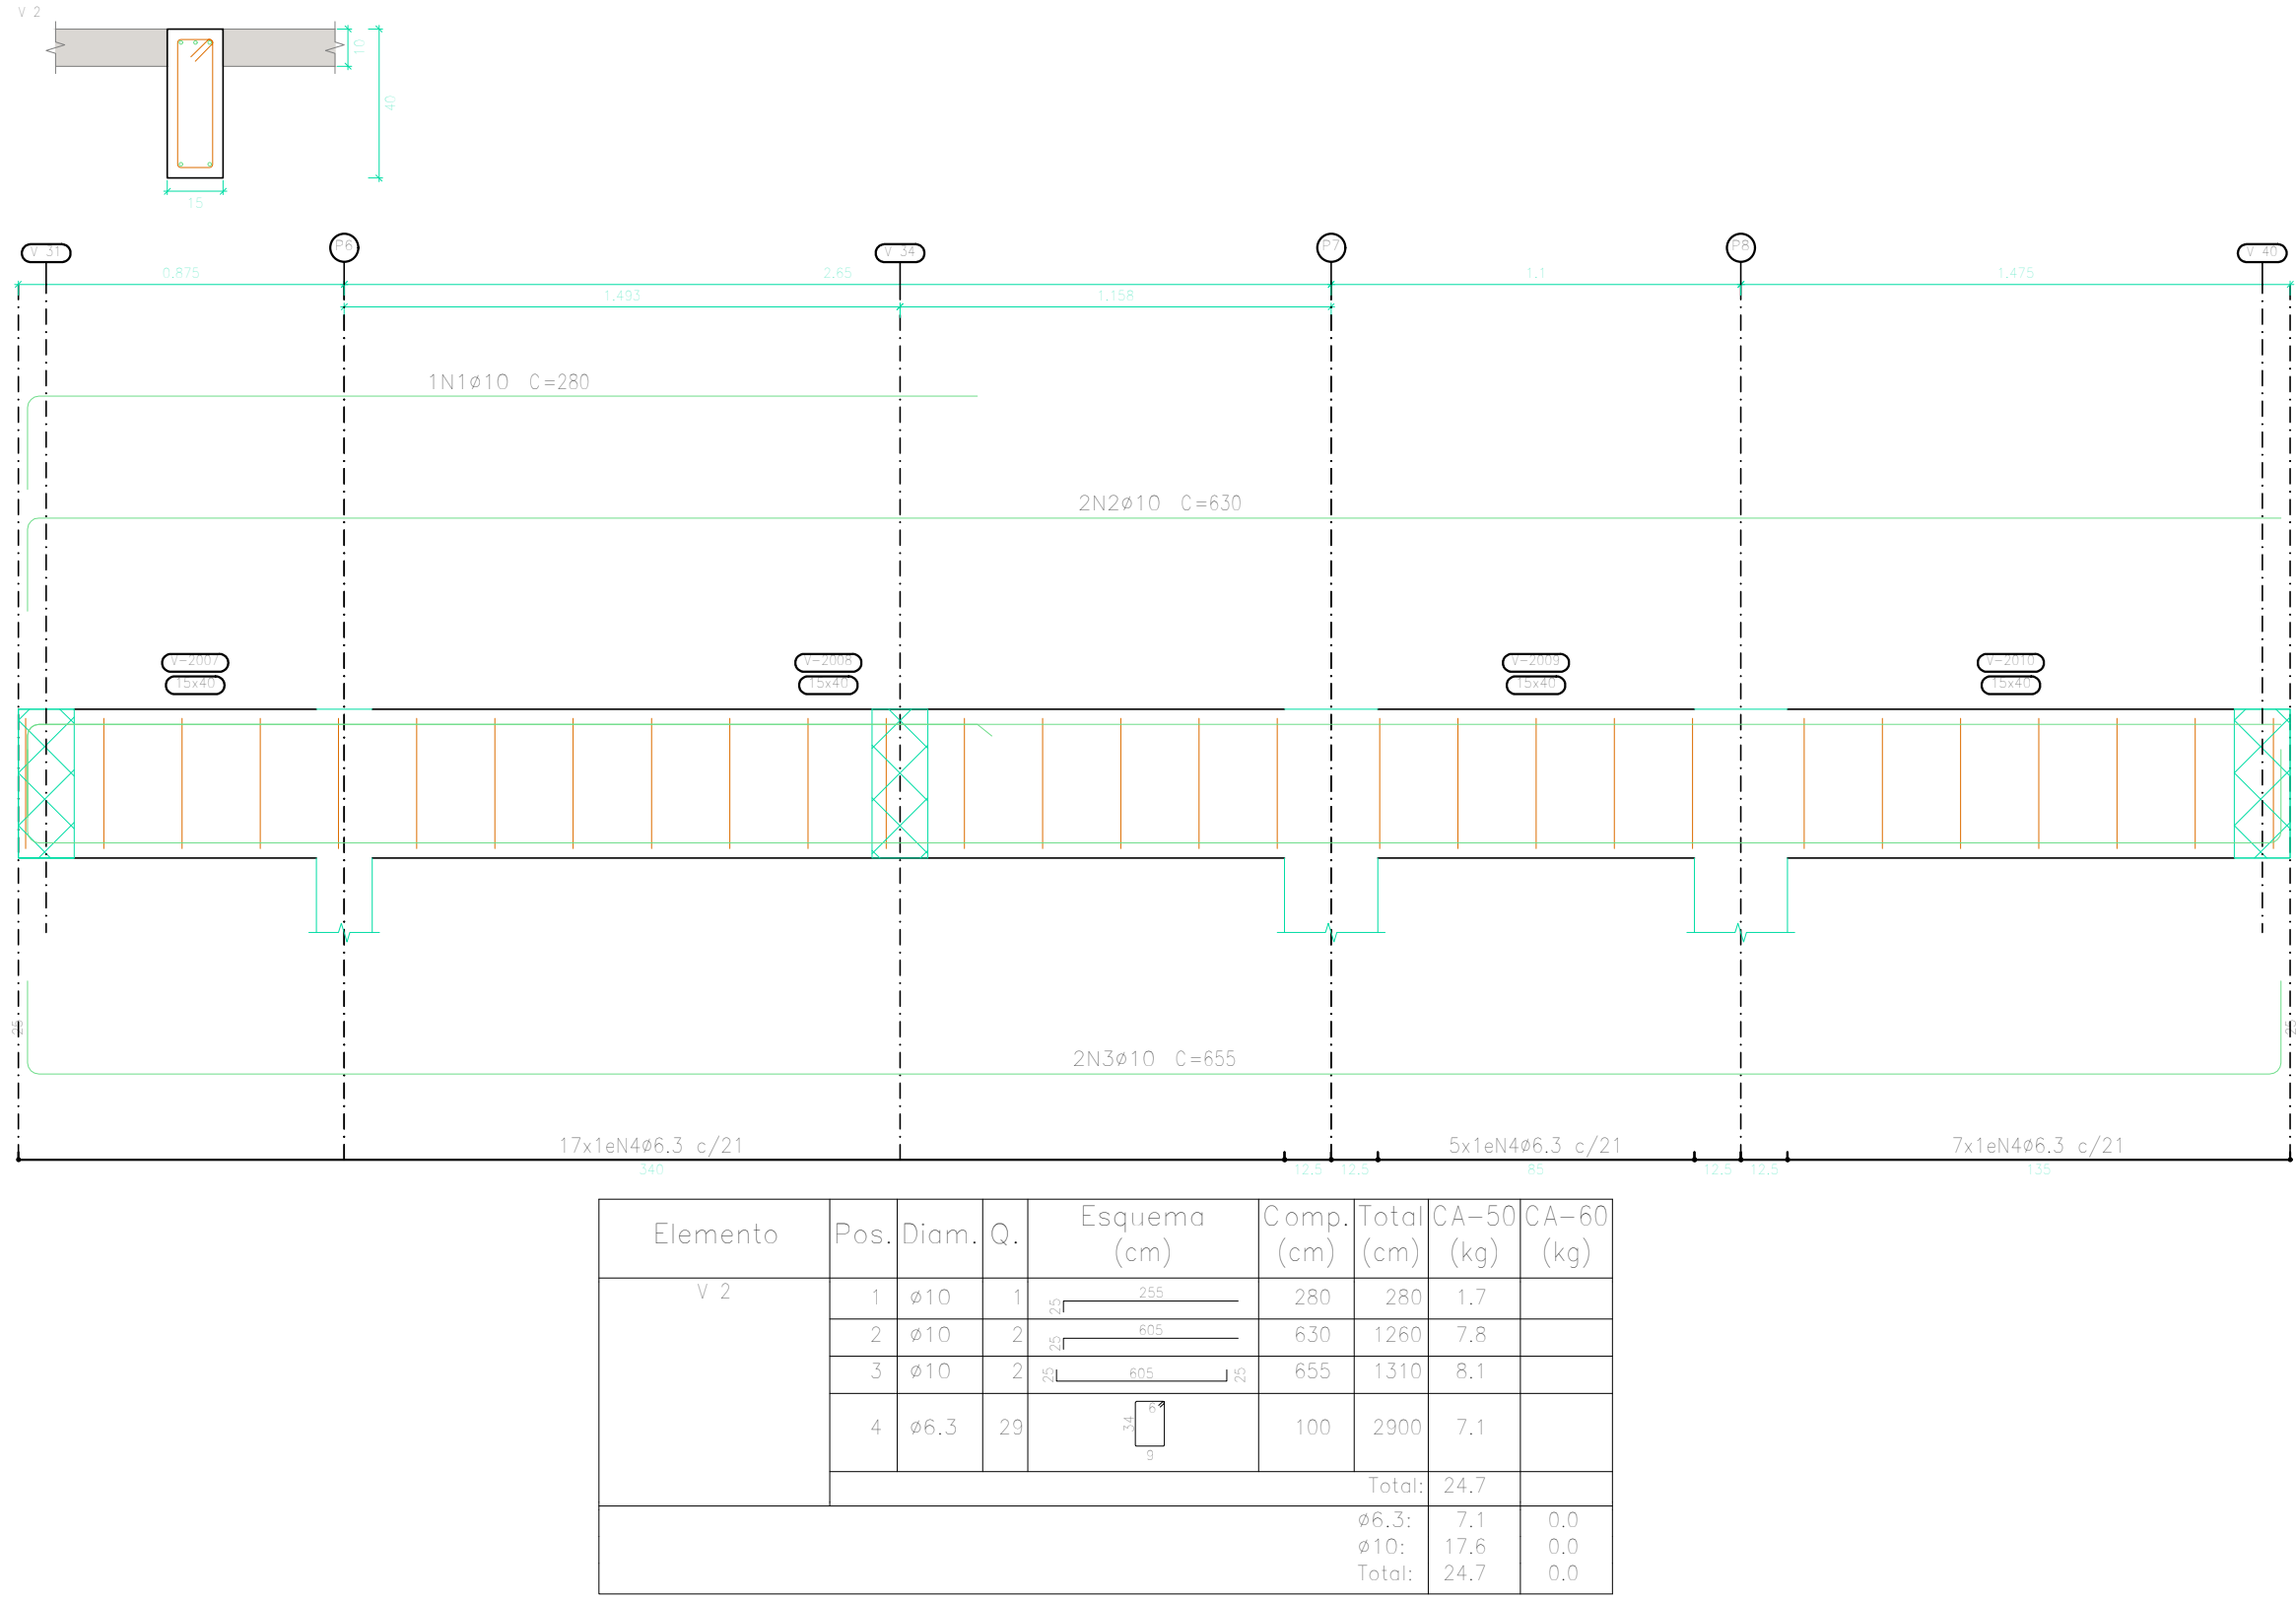 V 2
10
40
15
V 31
P6
V 34
P7
P8
V 40
0.875
2.65
1.1
1.475
1.493
1.158
1N1ø10 C=280
2N2ø10 C=630
V-2007
V-2008
V-2009
V-2010
15x40
15x40
15x40
15x40
25
25
2N3ø10 C=655
17x1eN4ø6.3 c/21
5x1eN4ø6.3 c/21
7x1eN4ø6.3 c/21
340
12.5
12.5
85
12.5
12.5
135
Elemento Pos. Diam. Q. Esquema (cm) Comp. (cm) Total (cm) CA-50 (kg) CA-60 (kg)
V 2 1 ø10 1 25 255 280 280 1.7
2 ø10 2 25 605 630 1260 7.8
3 ø10 2 25 605 25 655 1310 8.1
4 ø6.3 29 34 6 9 100 2900 7.1
Total: 24.7
ø6.3: 7.1 0.0
ø10: 17.6 0.0
Total: 24.7 0.0